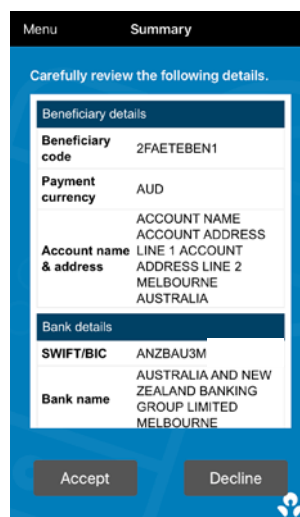 Menu Summary
Carefully review the following details.
Beneficiary details
Beneficiary code 2FAETEBEN1
Payment currency AUD
Account name & address ACCOUNT NAME
ACCOUNT ADDRESS
LINE 1 ACCOUNT
ADDRESS LINE 2
MELBOURNE
AUSTRALIA
Bank details
SWIFT/BIC ANZBAU3M
Bank name AUSTRALIA AND NEW
ZEALAND BANKING
GROUP LIMITED
MELBOURNE
Accept Decline